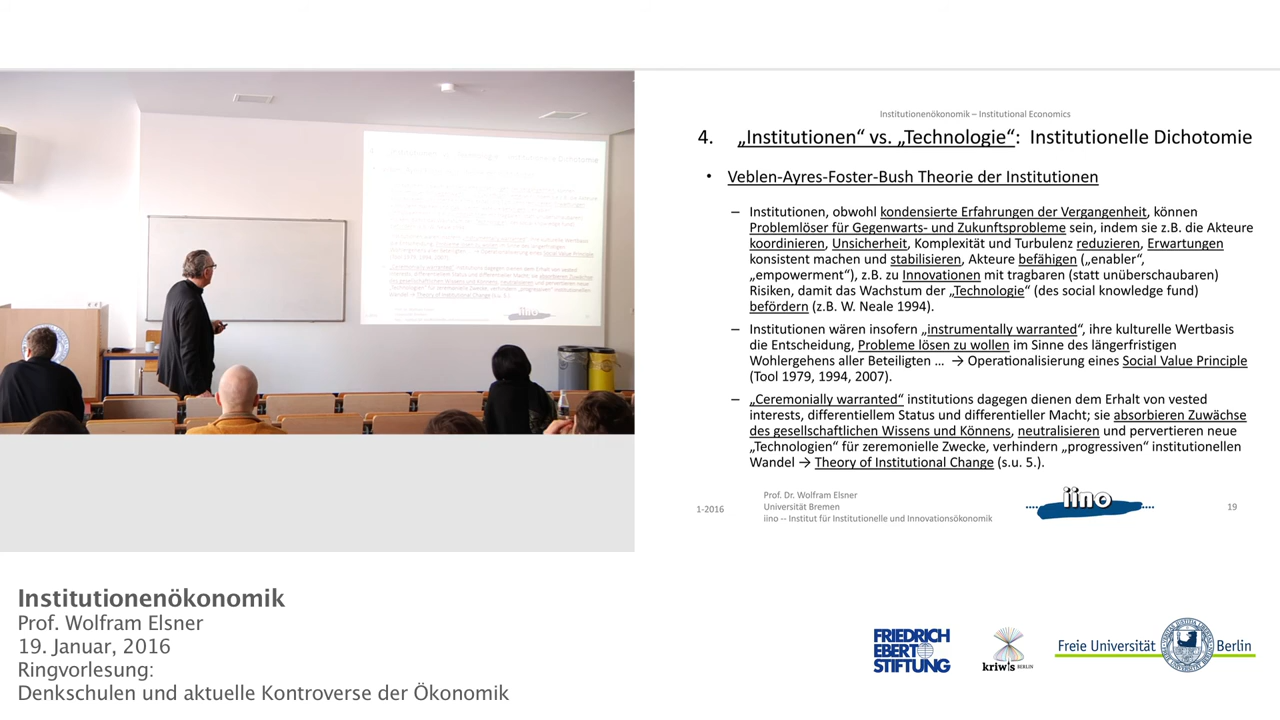 Institutionenökonomik – Institutional Economics
4. „Institutionen“ vs. „Technologie“: Institutionelle Dichotomie
• Veblen-Ayres-Foster-Bush Theorie der Institutionen
– Institutionen, obwohl kondensierte Erfahrungen der Vergangenheit, können
Problemlöser für Gegenwarts- und Zukunftsprobleme sein, indem sie z.B. die Akteure
koordinieren, Unsicherheit, Komplexität und Turbulenz reduzieren, Erwartungen
konsistent machen und stabilisieren, Akteure befähigen („enabler“,
„empowerment“), z.B. zu Innovationen mit tragbaren (statt unüberschaubaren)
Risiken, damit das Wachstum der „Technologie“ (des social knowledge fund)
befördern (z.B. W. Neale 1994).
– Institutionen wären insofern „instrumentally warranted“, ihre kulturelle Wertbasis
die Entscheidung, Probleme lösen zu wollen im Sinne des längerfristigen
Wohlergehens aller Beteiligten ... → Operationalisierung eines Social Value Principle
(Tool 1979, 1994, 2007).
– „Ceremonially warranted“ institutions dagegen dienen dem Erhalt von vested
interests, differentiellem Status und differentieller Macht; sie absorbieren Zuwächse
des gesellschaftlichen Wissens und Könnens, neutralisieren und pervertieren neue
„Technologien“ für zeremonielle Zwecke, verhindern „progressiven“ institutionellen
Wandel → Theory of Institutional Change (s.u. 5.).
1-2016
Prof. Dr. Wolfram Elsner
Universität Bremen
iino -- Institut für Institutionelle und Innovationsökonomik
iino
19
Institutionenökonomik
Prof. Wolfram Elsner
19. Januar, 2016
Ringvorlesung:
Denkschulen und aktuelle Kontroverse der Ökonomik
FRIEDRICH
EBERT
STIFTUNG
kriwis BERLIN
Freie Universität Berlin